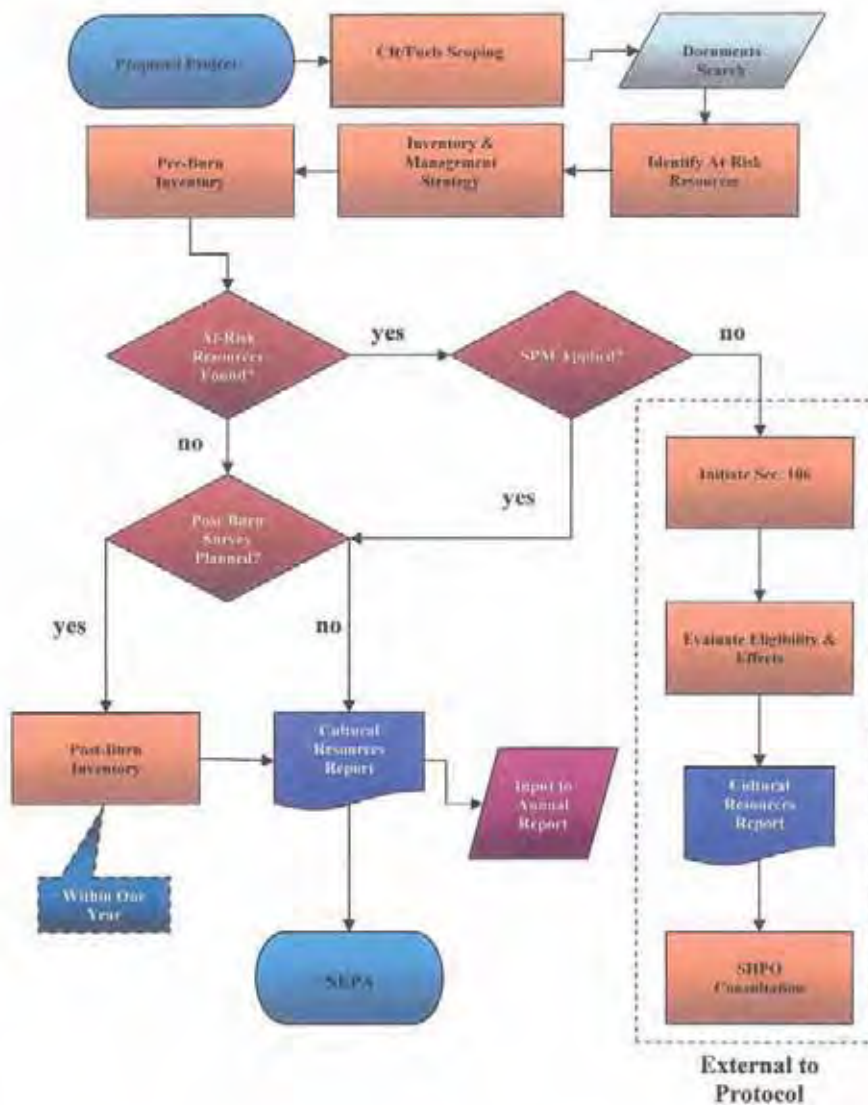 Proposed Project
CR/Fuels Scoping
Documents
Search
Identify At-Risk
Resources
Inventory &
Management
Strategy
Pre-Burn
Inventory
At-Risk
Resources
Found?
yes
SPM Applied?
no
no
yes
Post-Burn
Survey
Planned?
yes
no
Initiate Sec. 106
Evaluate Eligibility &
Effects
Post-Burn
Inventory
Cultural
Resources
Report
Input to
Annual
Report
Cultural
Resources
Report
Within One
Year
NEPA
SHPO
Consultation
External to
Protocol